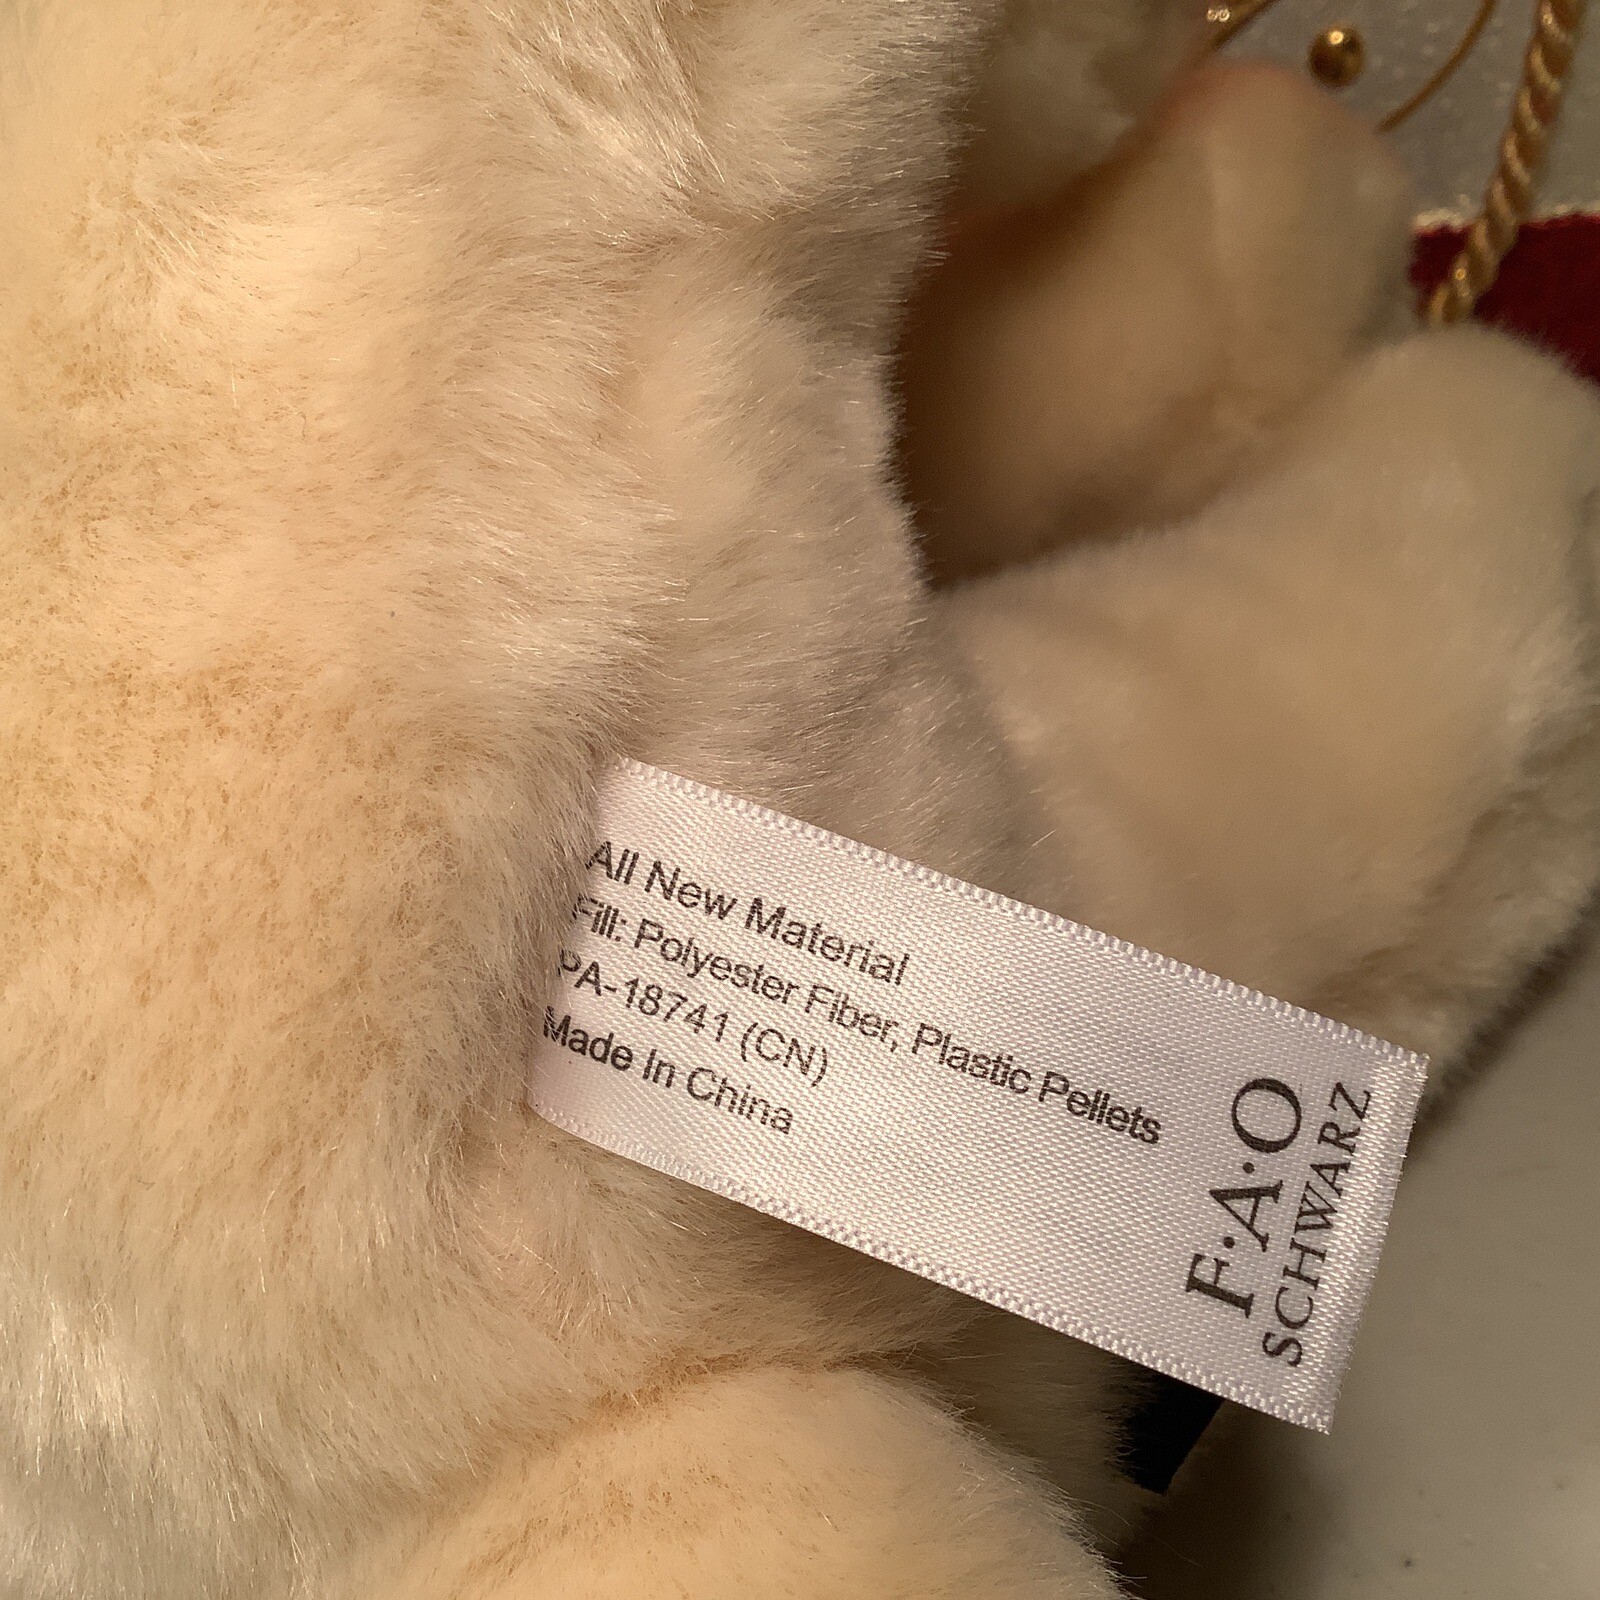 All New Material
Fill: Polyester Fiber, Plastic Pellets
PA-18741 (CN)
Made In China
F·A·O
SCHWARZ